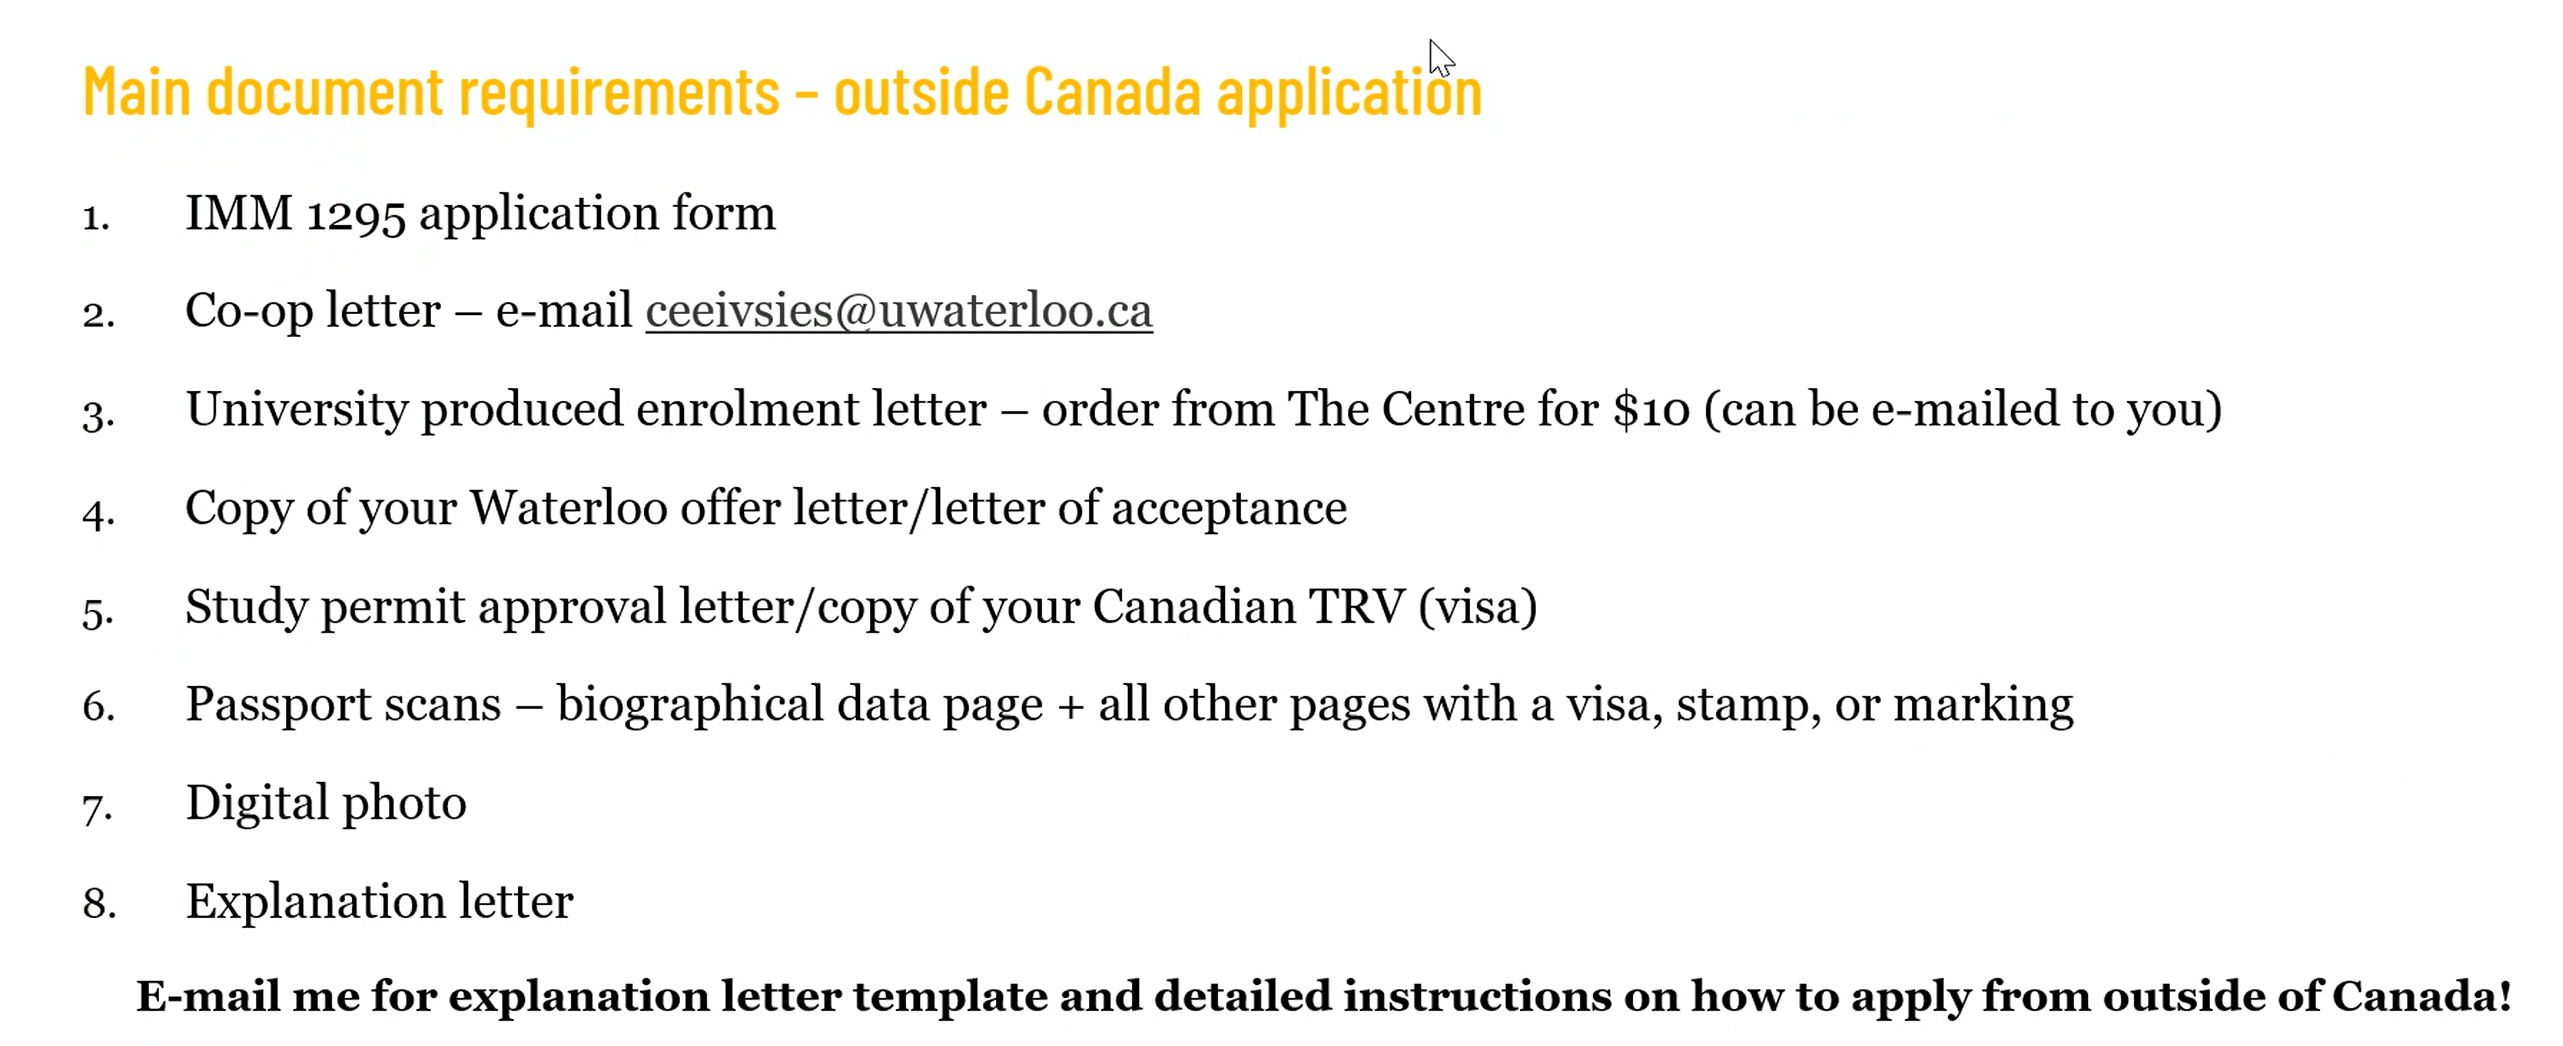 Main document requirements – outside Canada application
1. IMM 1295 application form
2. Co-op letter – e-mail ceeivsies@uwaterloo.ca
3. University produced enrolment letter – order from The Centre for $10 (can be e-mailed to you)
4. Copy of your Waterloo offer letter/letter of acceptance
5. Study permit approval letter/copy of your Canadian TRV (visa)
6. Passport scans – biographical data page + all other pages with a visa, stamp, or marking
7. Digital photo
8. Explanation letter
E-mail me for explanation letter template and detailed instructions on how to apply from outside of Canada!